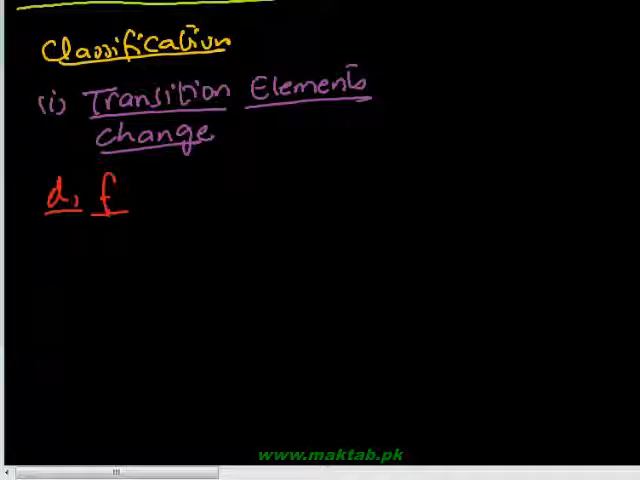 Classification
(i) Transition Elements
change
d, f
www.maktab.pk